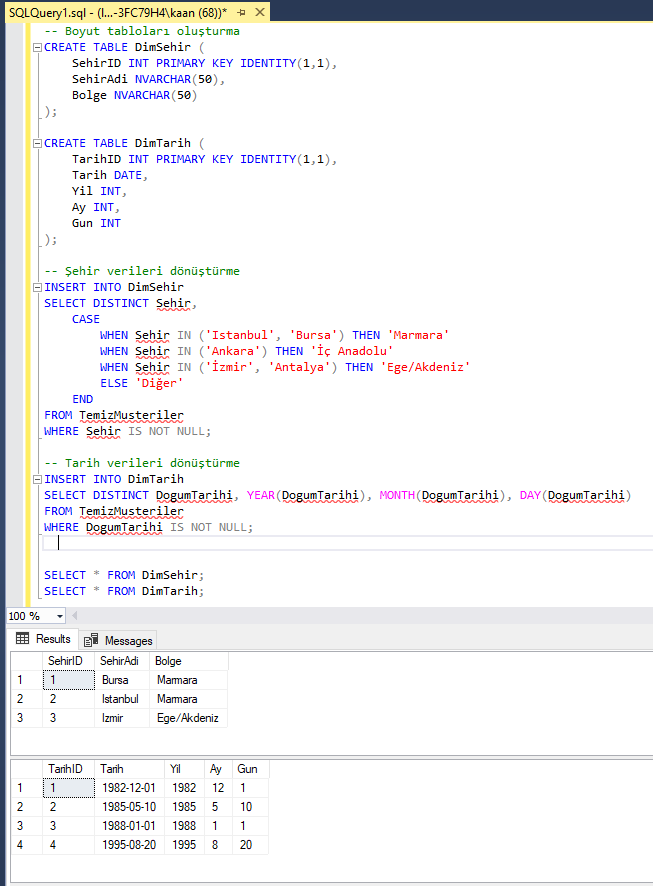 SQLQuery1.sql - (l...-3FC79H4\kaan (68))*
-- Boyut tabloları oluşturma
CREATE TABLE DimSehir (
SehirID INT PRIMARY KEY IDENTITY(1,1),
SehirAdi NVARCHAR(50),
Bolge NVARCHAR(50)
);
CREATE TABLE DimTarih (
TarihID INT PRIMARY KEY IDENTITY(1,1),
Tarih DATE,
Yil INT,
Ay INT,
Gun INT
);
-- Şehir verileri dönüştürme
INSERT INTO DimSehir
SELECT DISTINCT Sehir,
CASE
WHEN Sehir IN ('Istanbul', 'Bursa') THEN 'Marmara'
WHEN Sehir IN ('Ankara') THEN 'İç Anadolu'
WHEN Sehir IN ('İzmir', 'Antalya') THEN 'Ege/Akdeniz'
ELSE 'Diğer'
END
FROM TemizMusteriler
WHERE Sehir IS NOT NULL;
-- Tarih verileri dönüştürme
INSERT INTO DimTarih
SELECT DISTINCT DogumTarihi, YEAR(DogumTarihi), MONTH(DogumTarihi), DAY(DogumTarihi)
FROM TemizMusteriler
WHERE DogumTarihi IS NOT NULL;
SELECT * FROM DimSehir;
SELECT * FROM DimTarih;
100 %
Results Messages
SehirID SehirAdi Bolge
1 1 Bursa Marmara
2 2 Istanbul Marmara
3 3 Izmir Ege/Akdeniz
TarihID Tarih Yil Ay Gun
1 1 1982-12-01 1982 12 1
2 2 1985-05-10 1985 5 10
3 3 1988-01-01 1988 1 1
4 4 1995-08-20 1995 8 20